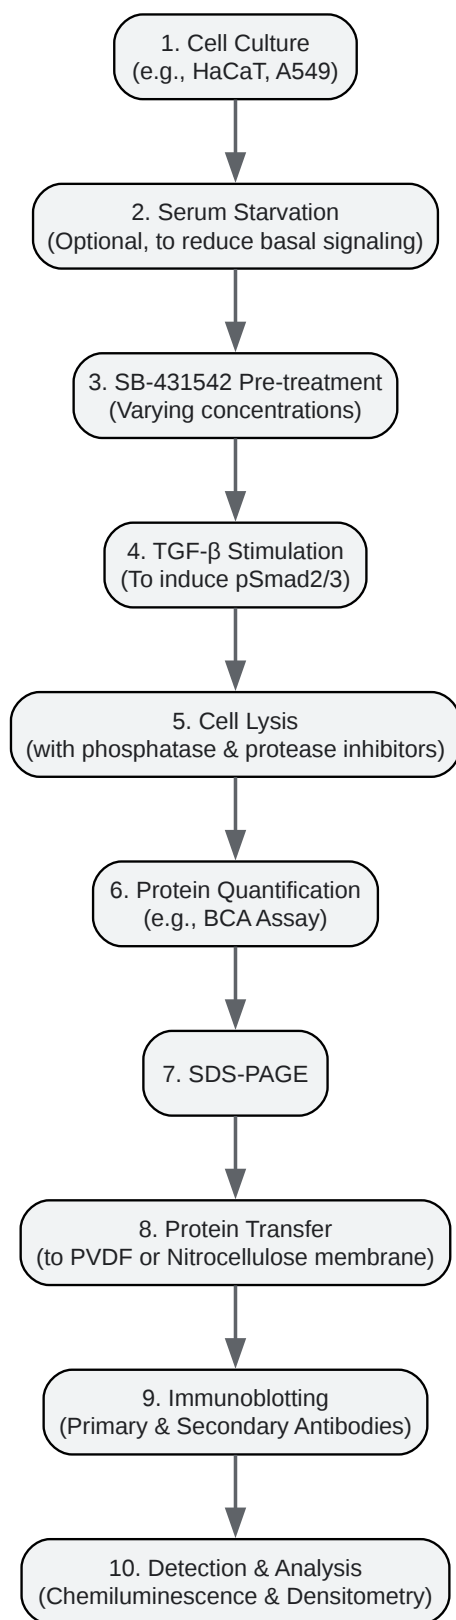 1. Cell Culture
(e.g., HaCaT, A549)
2. Serum Starvation
(Optional, to reduce basal signaling)
3. SB-431542 Pre-treatment
(Varying concentrations)
4. TGF-β Stimulation
(To induce pSmad2/3)
5. Cell Lysis
(with phosphatase & protease inhibitors)
6. Protein Quantification
(e.g., BCA Assay)
7. SDS-PAGE
8. Protein Transfer
(to PVDF or Nitrocellulose membrane)
9. Immunoblotting
(Primary & Secondary Antibodies)
10. Detection & Analysis
(Chemiluminescence & Densitometry)